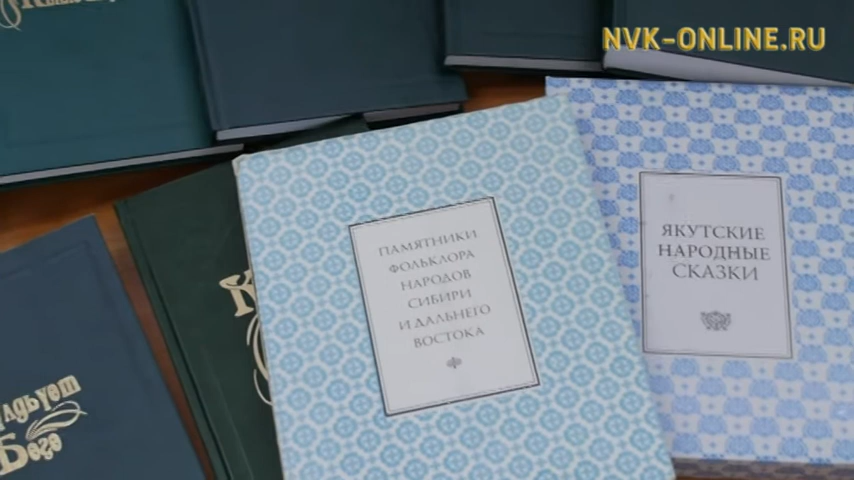 NVK-ONLINE.RU
ПАМЯТНИКИ
ФОЛЬКЛОРА
НАРОДОВ
СИБИРИ
И ДАЛЬНЕГО
ВОСТОКА
ЯКУТСКИЕ
НАРОДНЫЕ
СКАЗКИ